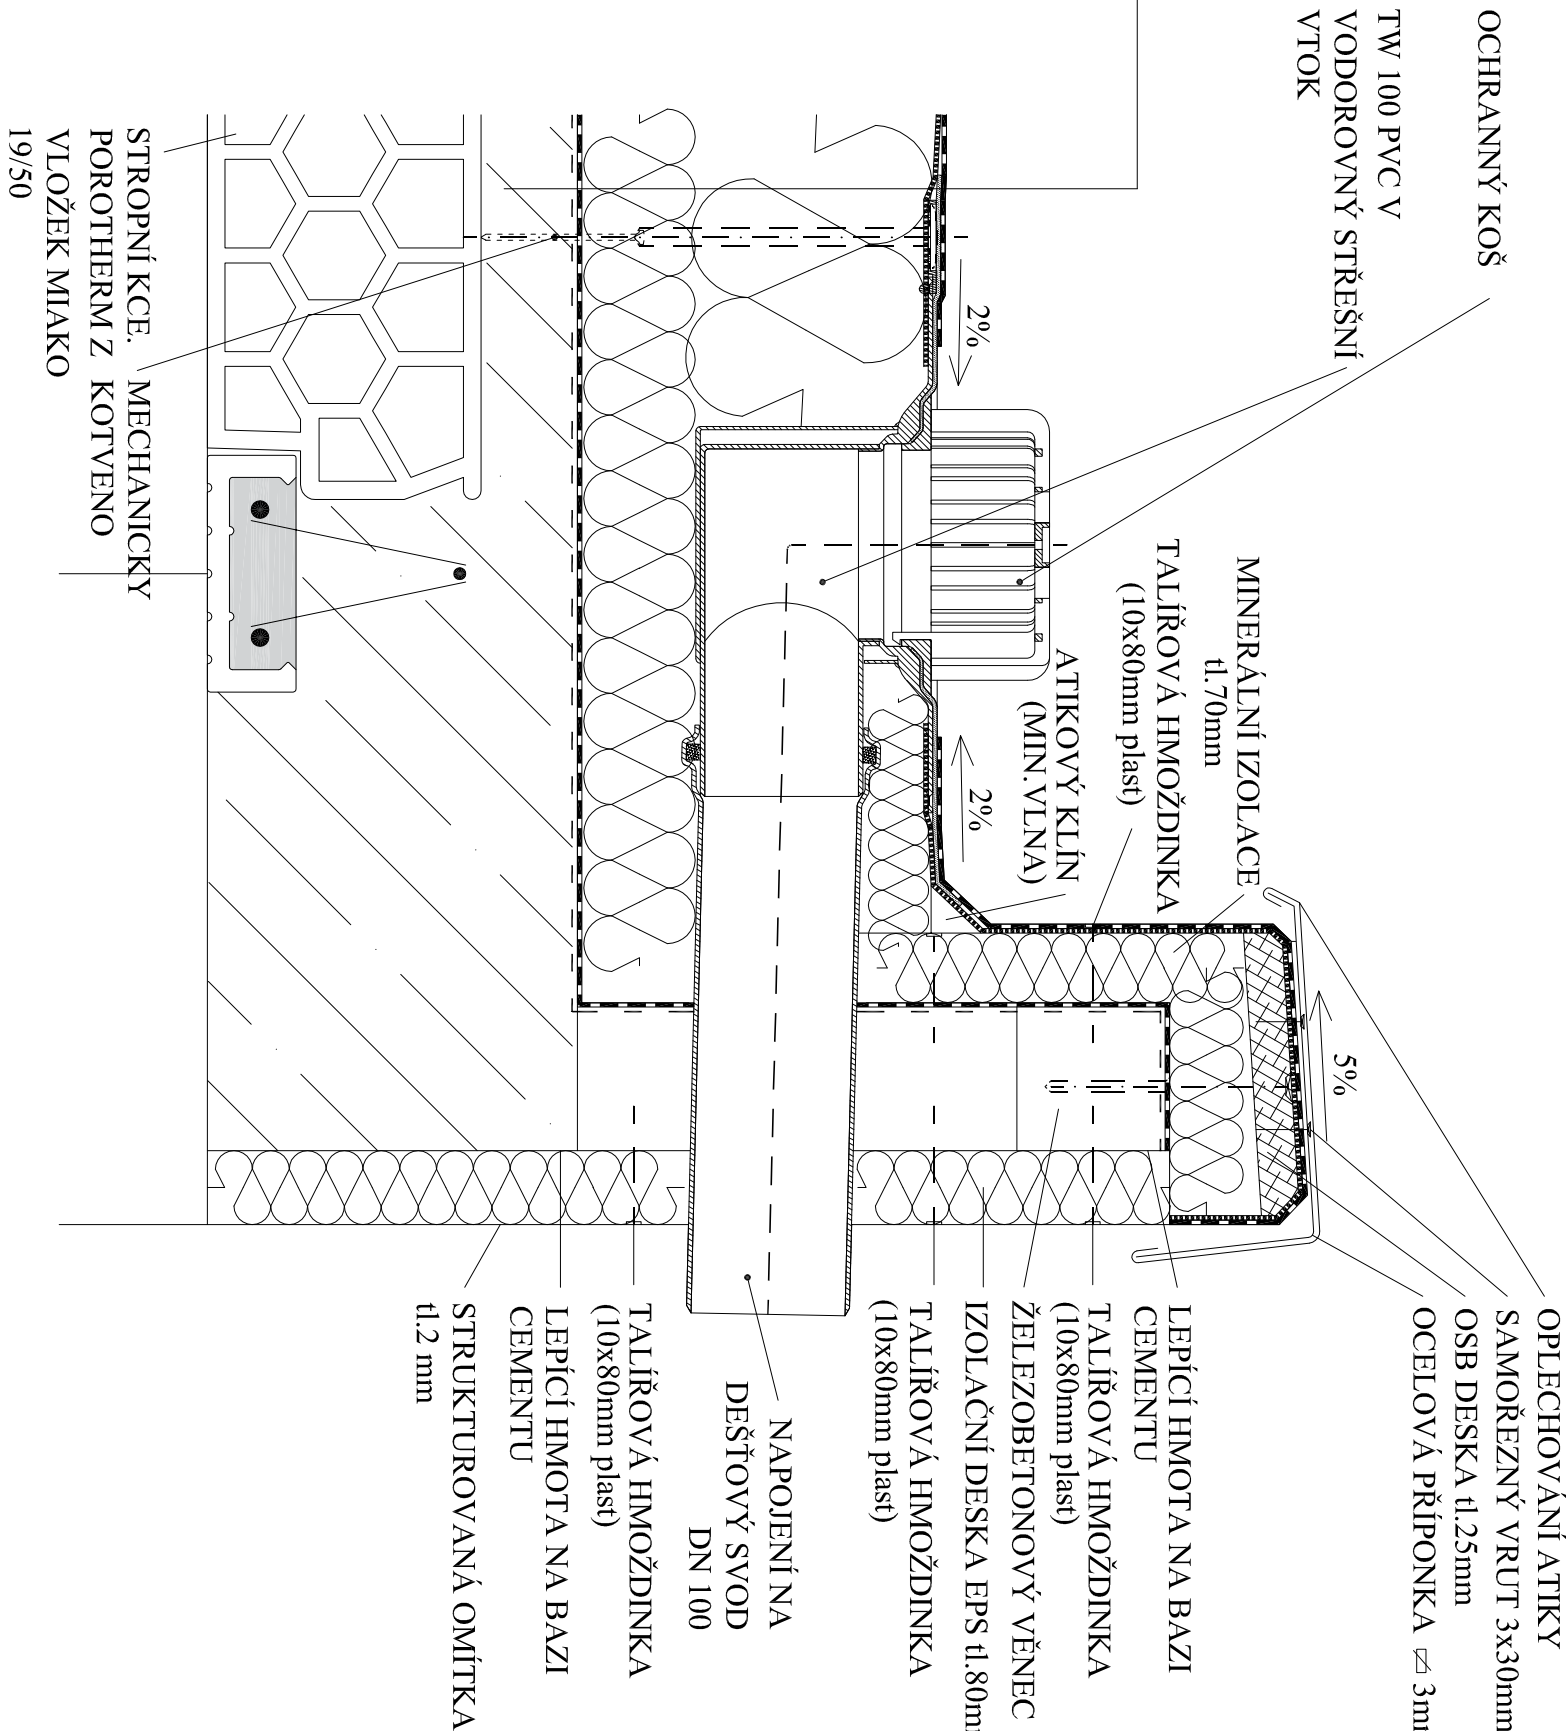 OCHRANNÝ KOŠ
TW 100 PVC V
VODOROVNÝ STŘEŠNÍ
VTOK
2%
MINERÁLNÍ IZOLACE
tl.70mm
TALÍŘOVÁ HMOŽDINKA
(10x80mm plast)
ATIKOVÝ KLÍN
(MIN.VLNA)
2%
5%
OPLECHOVÁNÍ ATIKY
SAMOŘEZNÝ VRUT 3x30mm
OSB DESKA tl.25mm
OCELOVÁ PŘÍPONKA 3m
LEPÍCÍ HMOTA NA BAZI
CEMENTU
TALÍŘOVÁ HMOŽDINKA
(10x80mm plast)
ŽELEZOBETONOVÝ VĚNEC
IZOLAČNÍ DESKA EPS tl.80m
TALÍŘOVÁ HMOŽDINKA
(10x80mm plast)
NAPOJENÍ NA
DEŠŤOVÝ SVOD
DN 100
TALÍŘOVÁ HMOŽDINKA
(10x80mm plast)
LEPÍCÍ HMOTA NA BAZI
CEMENTU
STRUKTUROVANÁ OMÍTKA
tl.2 mm
STROPNÍ KCE.
POROTHERM Z
VLOŽEK MIAKO
19/50
MECHANICKY
KOTVENO